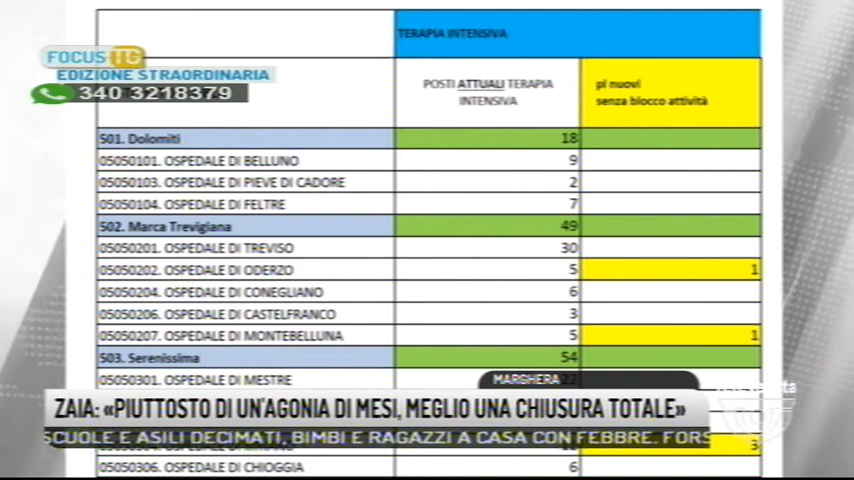 TERAPIA INTENSIVA
FOCUS TG
EDIZIONE STRAORDINARIA
340 3218379
POSTI ATTUALI TERAPIA INTENSIVA
pl nuovi
senza blocco attività
501. Dolomiti 18
05050101. OSPEDALE DI BELLUNO 9
05050103. OSPEDALE DI PIEVE DI CADORE 2
05050104. OSPEDALE DI FELTRE 7
502. Marca Trevigiana 49
05050201. OSPEDALE DI TREVISO 30
05050202. OSPEDALE DI ODERZO 5 1
05050204. OSPEDALE DI CONEGLIANO 6
05050206. OSPEDALE DI CASTELFRANCO 3
05050207. OSPEDALE DI MONTEBELLUNA 5 1
503. Serenissima 54
05050301. OSPEDALE DI MESTRE 22
MARGHERA
ZAIA: «PIUTTOSTO DI UN'AGONIA DI MESI, MEGLIO UNA CHIUSURA TOTALE»
SCUOLE E ASILI DECIMATI, BIMBI E RAGAZZI A CASA CON FEBBRE. FORS
3
05050306. OSPEDALE DI CHIOGGIA 6